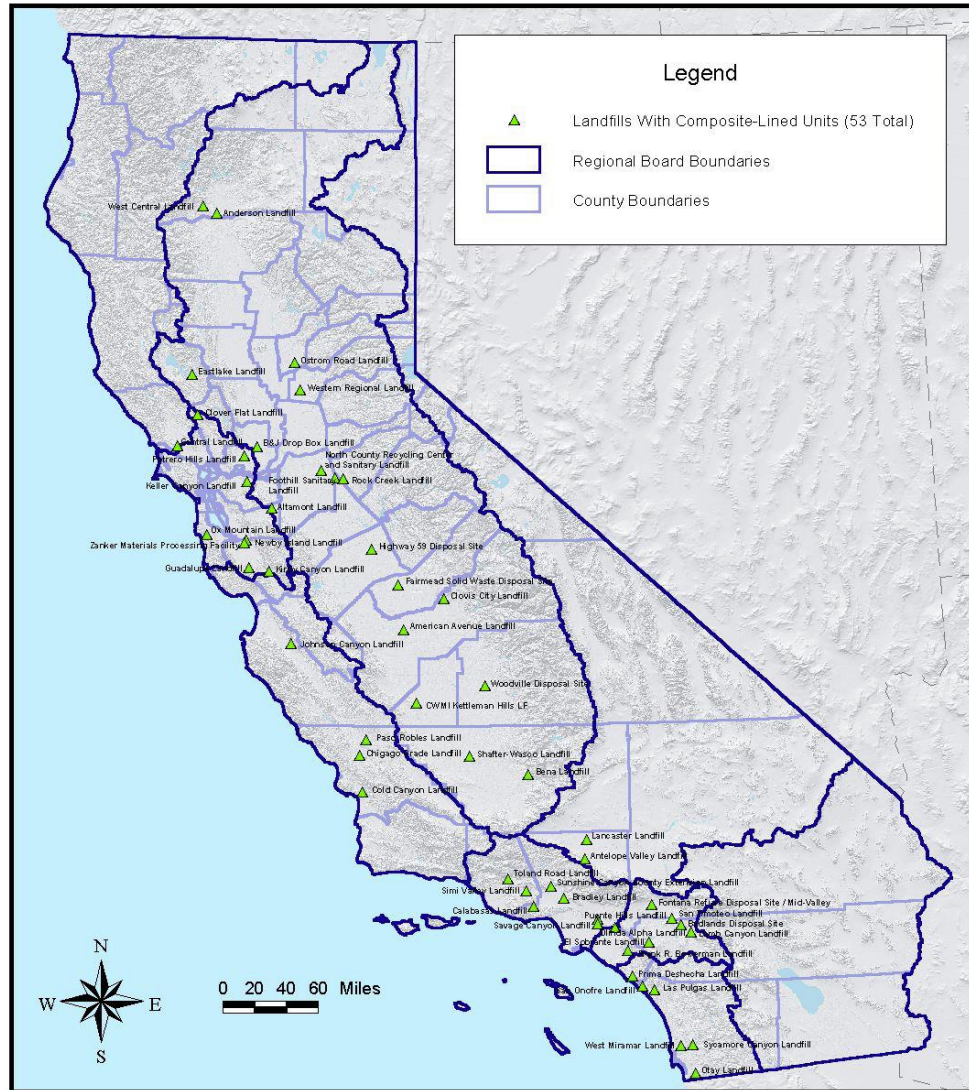 Legend
Landfills With Composite-Lined Units (53 Total)
Regional Board Boundaries
County Boundaries
West Central Landfill
Anderson Landfill
Ostrom Road Landfill
Eastlake Landfill
Western Regional Landfill
Clover Flat Landfill
Central Landfill
B&J Drop Box Landfill
Potrero Hills Landfill
North County Recycling Center
and Sanitary Landfill
Keller Canyon Landfill
Foothill Sanitary
Landfill
Rock Creek Landfill
Altamont Landfill
Ox Mountain Landfill
Zanker Materials Processing Facility
Newby Island Landfill
Highway 59 Disposal Site
Guadalupe Landfill
Kirby Canyon Landfill
Fairmead Solid Waste Disposal Site
Clovis City Landfill
American Avenue Landfill
Johnson Canyon Landfill
Woodville Disposal Site
CWMI Kettleman Hills LF
Paso Robles Landfill
Chigago Grade Landfill
Shafter-Wasco Landfill
Bena Landfill
Cold Canyon Landfill
Lancaster Landfill
Antelope Valley Landfill
Toland Road Landfill
Sunshine Canyon County Extension Landfill
Simi Valley Landfill
Bradley Landfill
Fontana Refuse Disposal Site / Mid-Valley
Calabasas Landfill
Puente Hills Landfill
San Timoteo Landfill
Savage Canyon Landfill
Redlands Disposal Site
Olinda Alpha Landfill
Lamb Canyon Landfill
El Sobrante Landfill
Frank R. Bowerman Landfill
Prima Deshecha Landfill
San Onofre Landfill
Las Pulgas Landfill
West Miramar Landfill
Sycamore Canyon Landfill
Otay Landfill
N
W
E
S
0 20 40 60 Miles